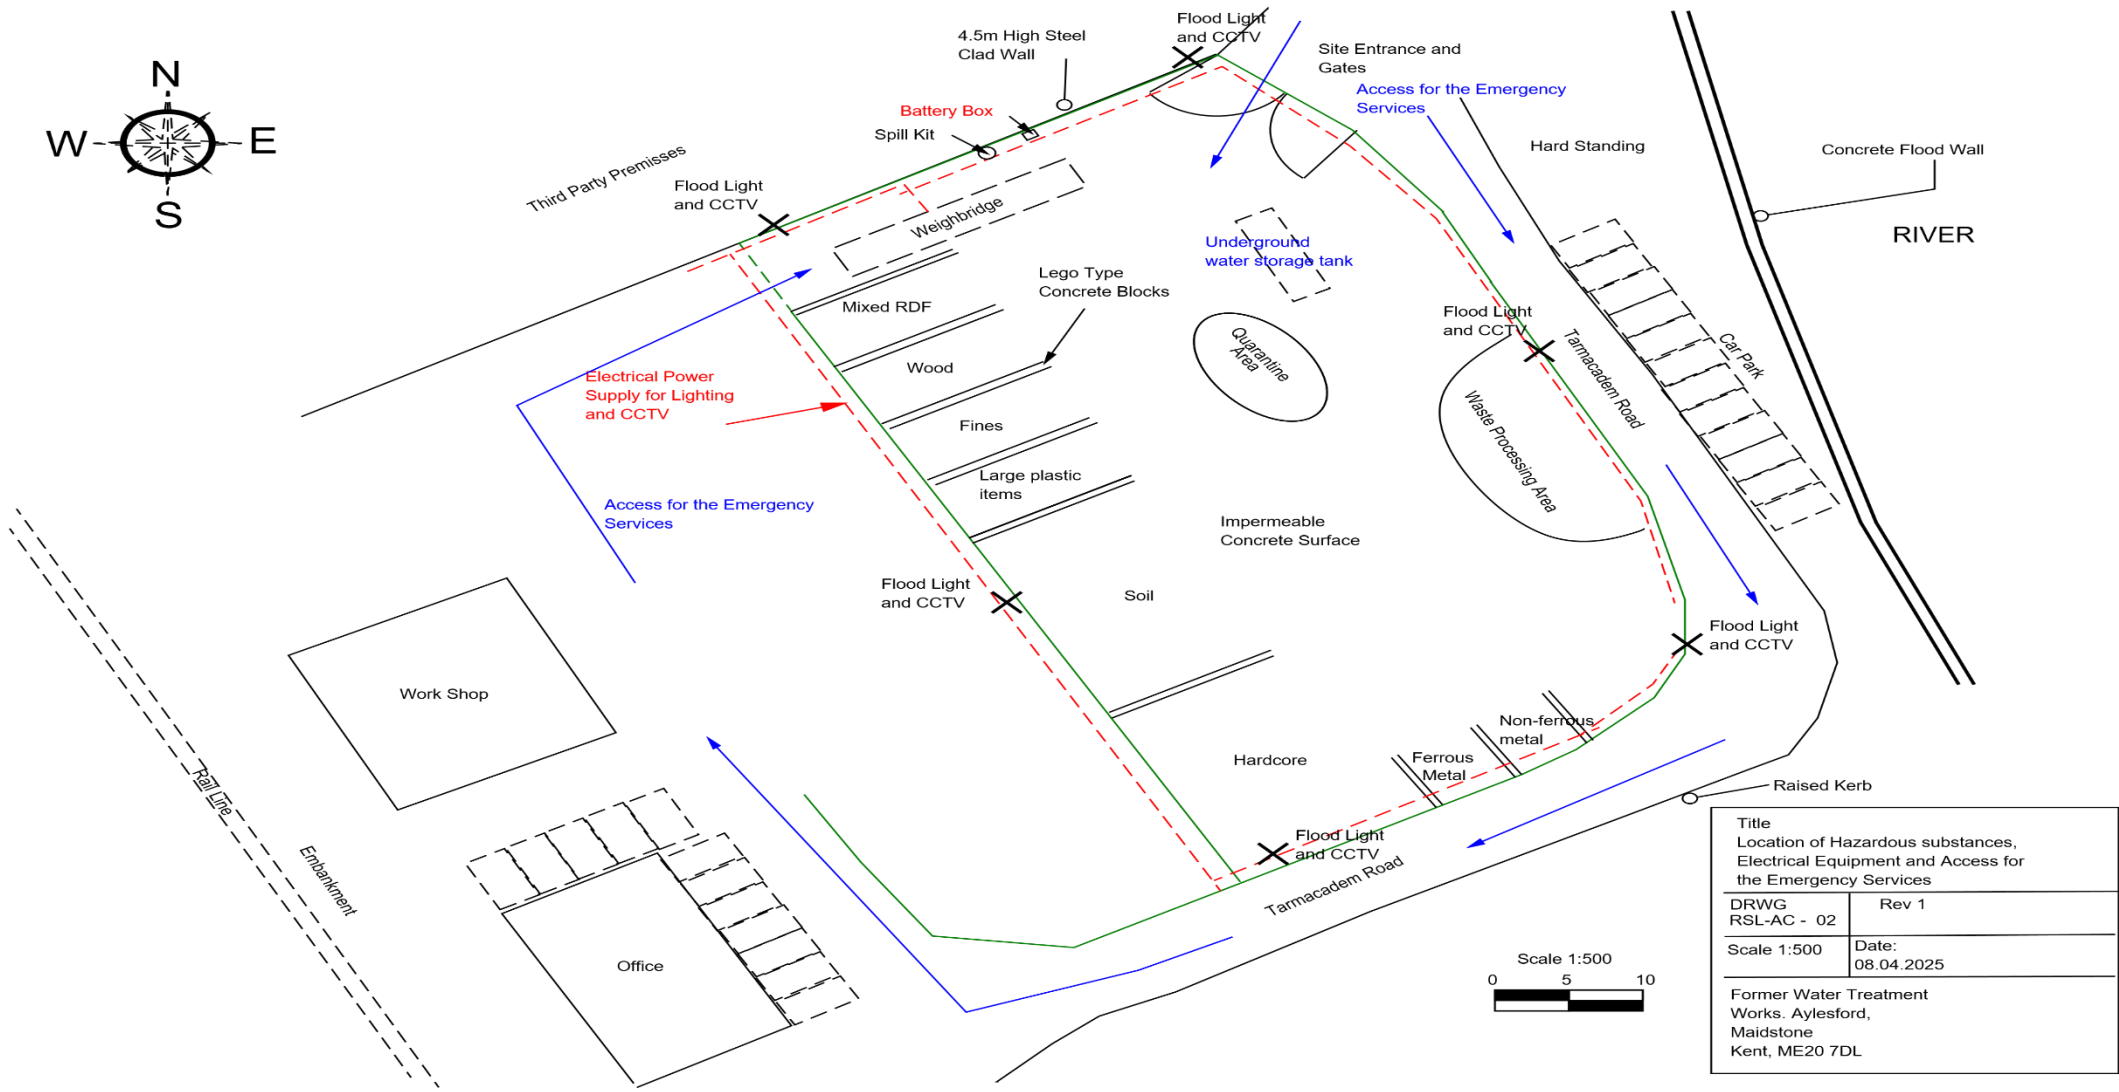 N
W
E
S
Flood Light
and CCTV
4.5m High Steel
Clad Wall
Site Entrance and
Gates
Access for the Emergency
Services
Battery Box
Spill Kit
Hard Standing
Concrete Flood Wall
Third Party Premisses
Flood Light
and CCTV
Weighbridge
RIVER
Underground
water storage tank
Lego Type
Concrete Blocks
Mixed RDF
Flood Light
and CCTV
Tarmacadem Road
Car Park
Quarantine
Area
Wood
Electrical Power
Supply for Lighting
and CCTV
Fines
Waste Processing Area
Large plastic
items
Access for the Emergency
Services
Impermeable
Concrete Surface
Flood Light
and CCTV
Soil
Flood Light
and CCTV
Work Shop
Non-ferrous
metal
Hardcore
Ferrous
Metal
Rail Line
Raised Kerb
Embankment
Flood Light
and CCTV
Tarmacadem Road
Office
Scale 1:500
0 5 10
Title
Location of Hazardous substances,
Electrical Equipment and Access for
the Emergency Services
DRWG
RSL-AC - 02
Rev 1
Scale 1:500
Date:
08.04.2025
Former Water Treatment
Works. Aylesford,
Maidstone
Kent, ME20 7DL